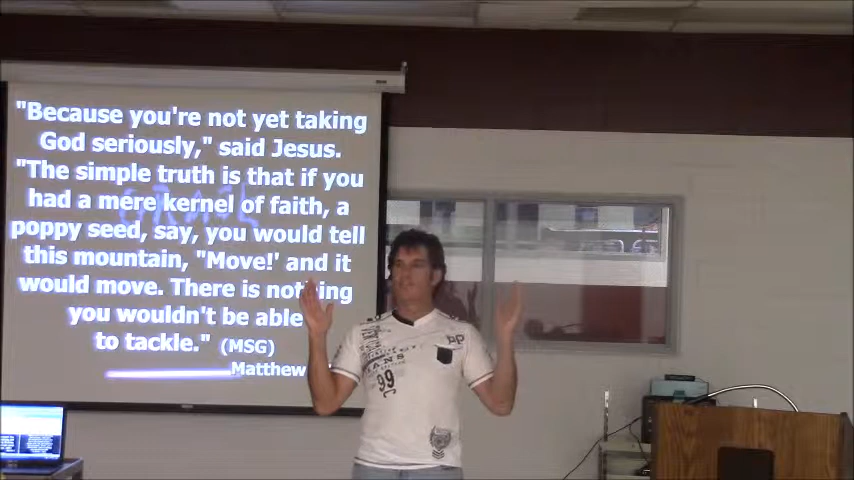 "Because you're not yet taking
God seriously," said Jesus.
"The simple truth is that if you
had a mere kernel of faith, a
poppy seed, say, you would tell
this mountain, "Move!' and it
would move. There is nothing
you wouldn't be able
to tackle." (MSG)
Matthew
99